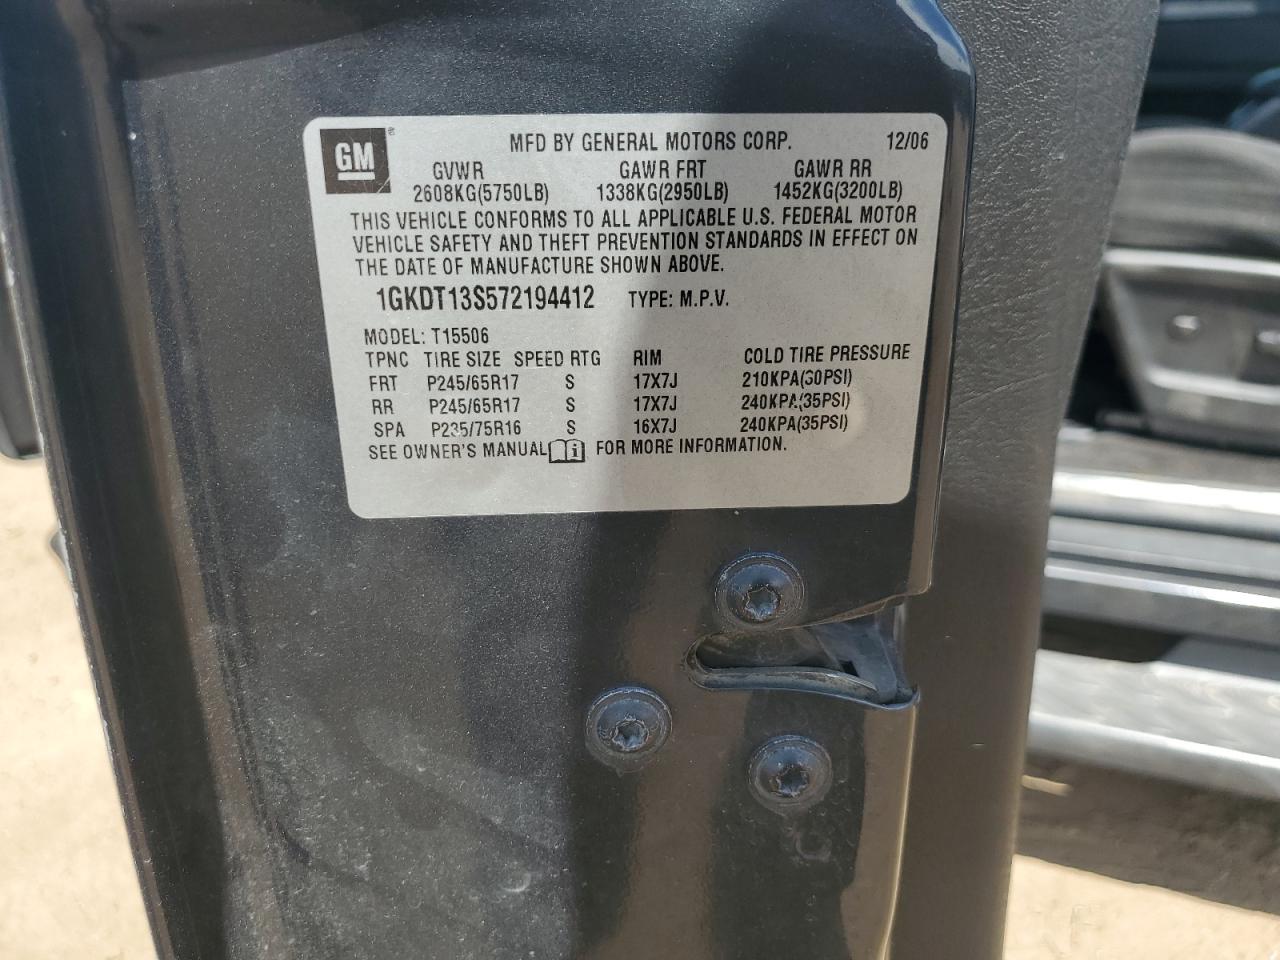 GM ® MFD BY GENERAL MOTORS CORP. 12/06
GVWR GAWR FRT GAWR RR
2608KG(5750LB) 1338KG(2950LB) 1452KG(3200LB)
THIS VEHICLE CONFORMS TO ALL APPLICABLE U.S. FEDERAL MOTOR
VEHICLE SAFETY AND THEFT PREVENTION STANDARDS IN EFFECT ON
THE DATE OF MANUFACTURE SHOWN ABOVE.
1GKDT13S572194412 TYPE: M.P.V.
MODEL: T15506
TPNC TIRE SIZE SPEED RTG RIM COLD TIRE PRESSURE
FRT P245/65R17 S 17X7J 210KPA(30PSI)
RR P245/65R17 S 17X7J 240KPA(35PSI)
SPA P235/75R16 S 16X7J 240KPA(35PSI)
SEE OWNER'S MANUAL i FOR MORE INFORMATION.